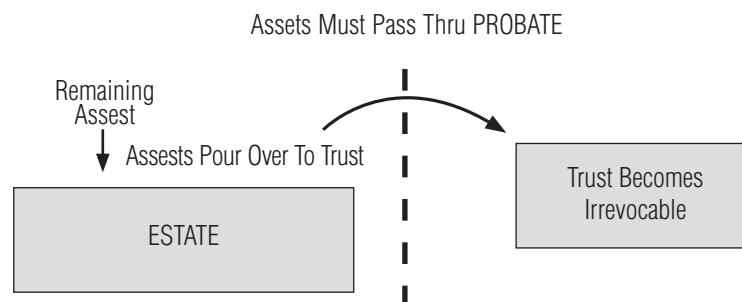 Assets Must Pass Thru PROBATE
Remaining
Assest
Assests Pour Over To Trust
ESTATE
Trust Becomes
Irrevocable